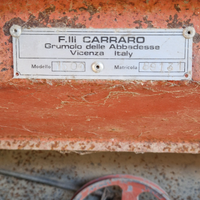 F.lli CARRARO
Grumolo delle Abbadesse
Vicenza Italy
Modello Matricola